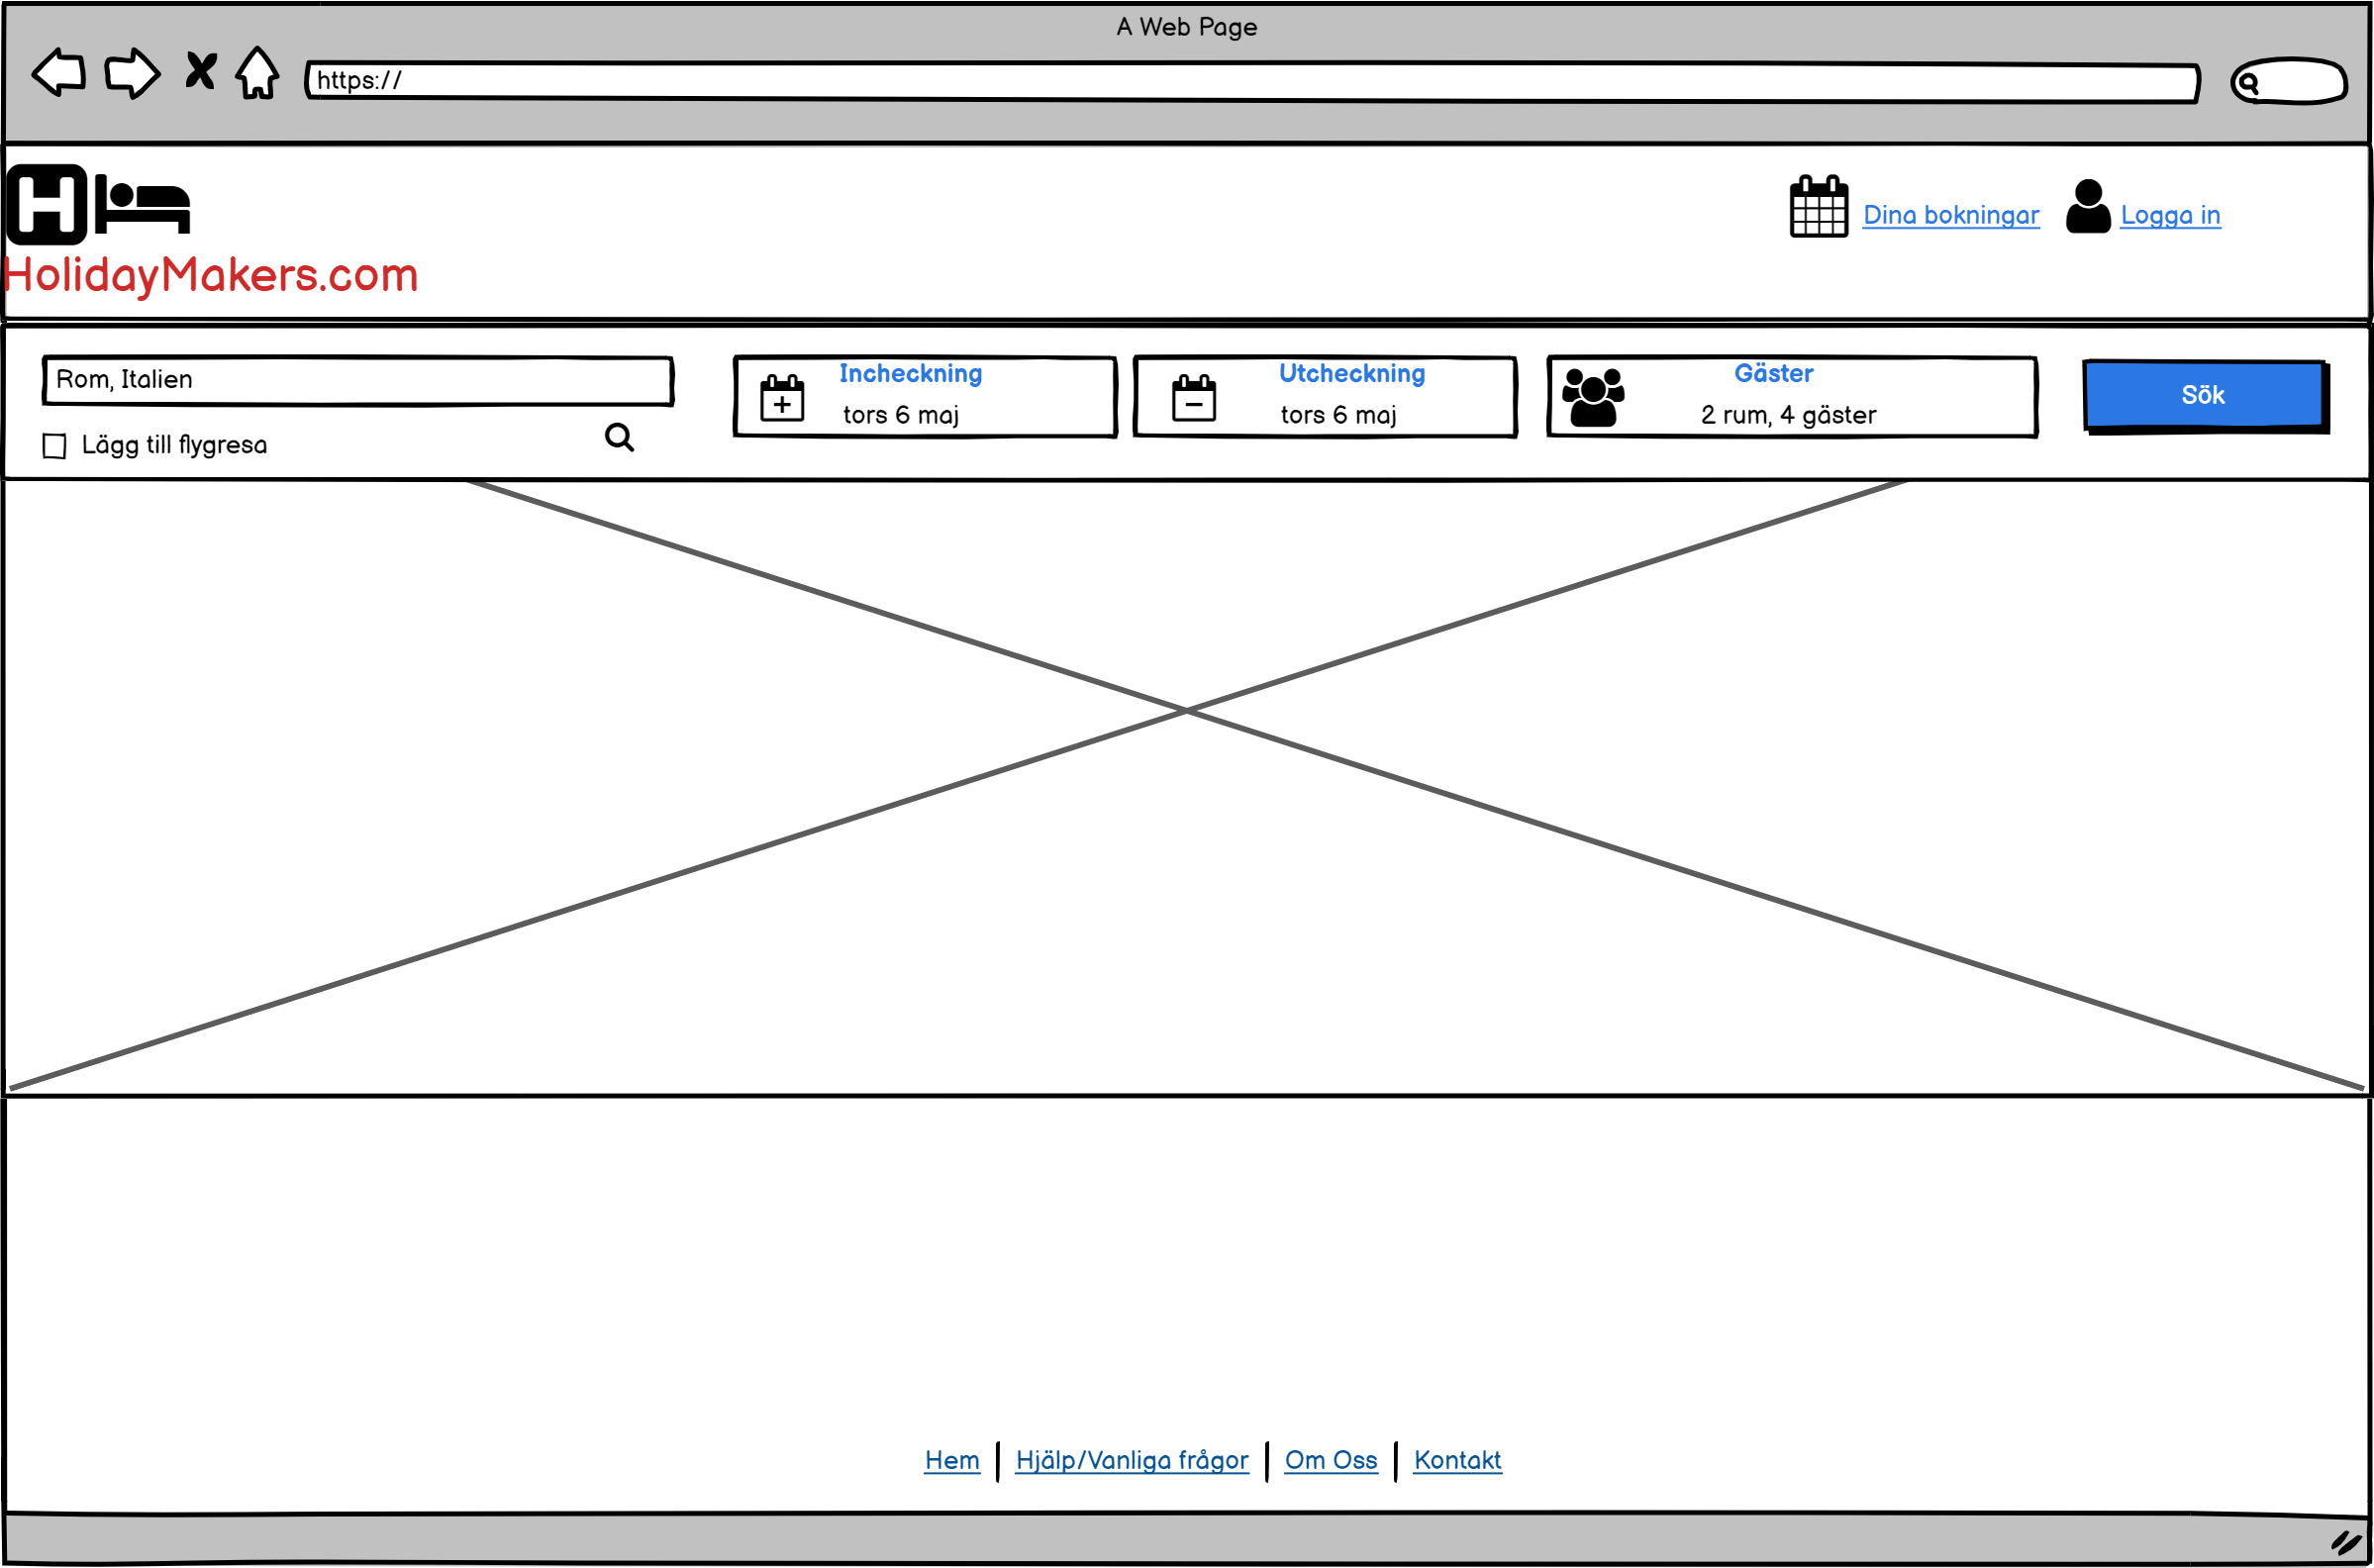 A Web Page
https://
H
Dina bokningar
Logga in
HolidayMakers.com
Rom, Italien
Incheckning
tors 6 maj
Utcheckning
tors 6 maj
Gäster
2 rum, 4 gäster
Sök
Lägg till flygresa
Hem
Hjälp/Vanliga frågor
Om Oss
Kontakt